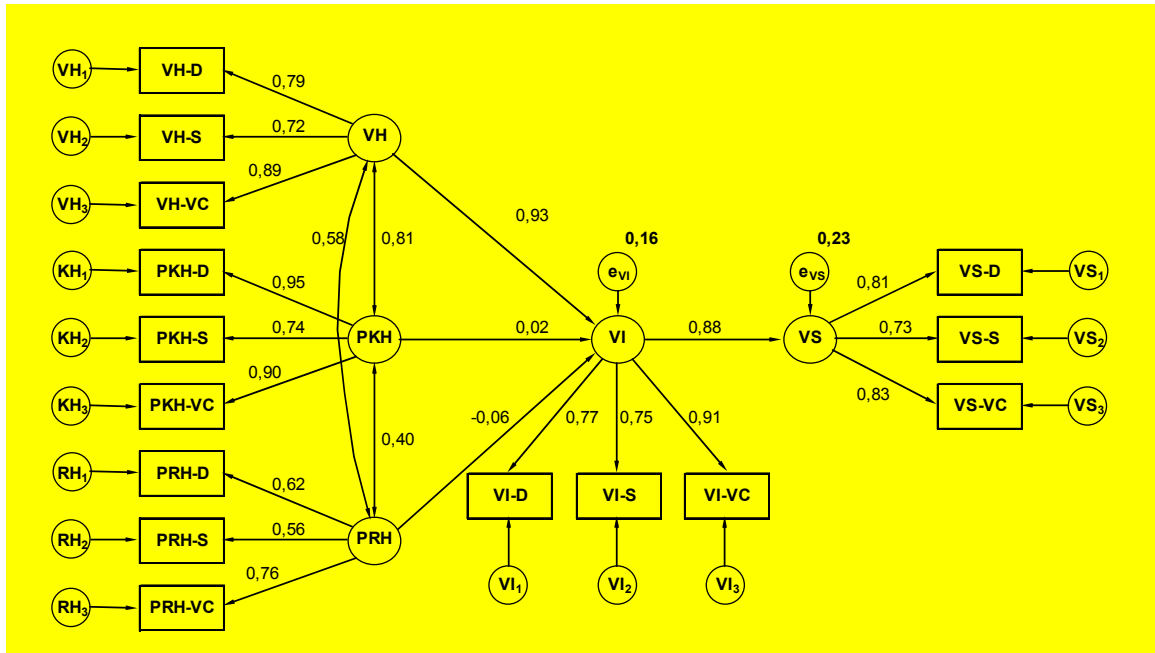 VH1
VH-D
0,79
VH2
VH-S
0,72
VH
VH3
VH-VC
0,89
0,93
0,58
0,81
0,16
0,23
KH1
PKH-D
0,95
eVI
eVS
VS-D
VS1
0,81
KH2
PKH-S
0,74
PKH
0,02
VI
0,88
VS
0,73
VS-S
VS2
KH3
PKH-VC
0,90
0,83
VS-VC
VS3
-0,06
0,77
0,75
0,91
0,40
RH1
PRH-D
0,62
VI-D
VI-S
VI-VC
RH2
PRH-S
0,56
PRH
RH3
PRH-VC
0,76
VI1
VI2
VI3